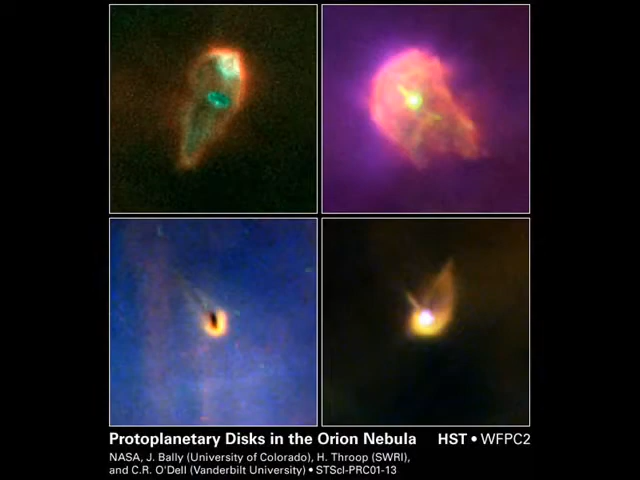 Protoplanetary Disks in the Orion Nebula HST • WFPC2
NASA, J. Bally (University of Colorado), H. Throop (SWRI),
and C.R. O'Dell (Vanderbilt University) • STScI-PRC01-13